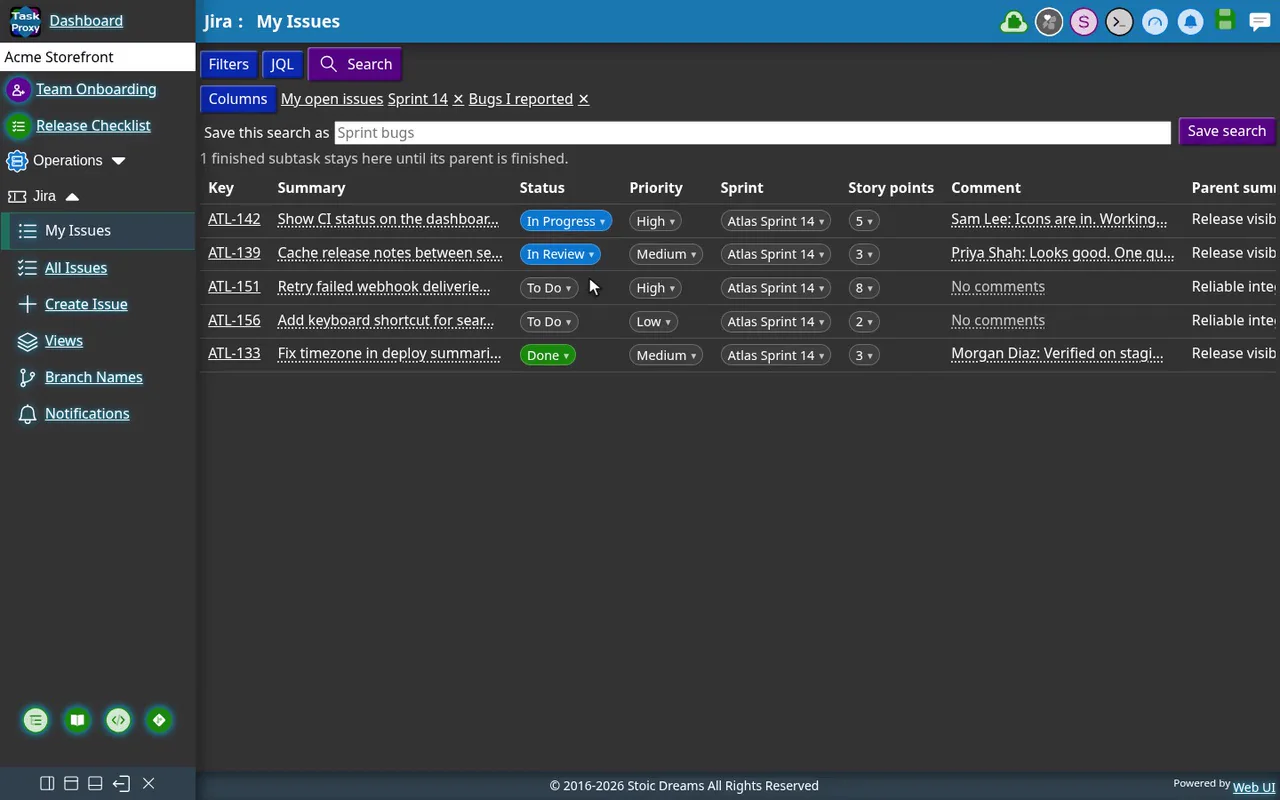 Task Proxy
Dashboard
Jira : My Issues
S
Acme Storefront
Team Onboarding
Release Checklist
Operations
Jira
My Issues
All Issues
Create Issue
Views
Branch Names
Notifications
Filters
JQL
Search
Columns
My open issues
Sprint 14 ✕
Bugs I reported ✕
Save this search as
Sprint bugs
Save search
1 finished subtask stays here until its parent is finished.
Key Summary Status Priority Sprint Story points Comment Parent sum
ATL-142 Show CI status on the dashboar... In Progress ▾ High ▾ Atlas Sprint 14 ▾ 5 ▾ Sam Lee: Icons are in. Working... Release visib
ATL-139 Cache release notes between se... In Review ▾ Medium ▾ Atlas Sprint 14 ▾ 3 ▾ Priya Shah: Looks good. One qu... Release visib
ATL-151 Retry failed webhook deliverie... To Do ▾ High ▾ Atlas Sprint 14 ▾ 8 ▾ No comments Reliable inte
ATL-156 Add keyboard shortcut for sear... To Do ▾ Low ▾ Atlas Sprint 14 ▾ 2 ▾ No comments Reliable inte
ATL-133 Fix timezone in deploy summari... Done ▾ Medium ▾ Atlas Sprint 14 ▾ 3 ▾ Morgan Diaz: Verified on stagi... Release visib
© 2016-2026 Stoic Dreams All Rights Reserved
Powered by Web UI